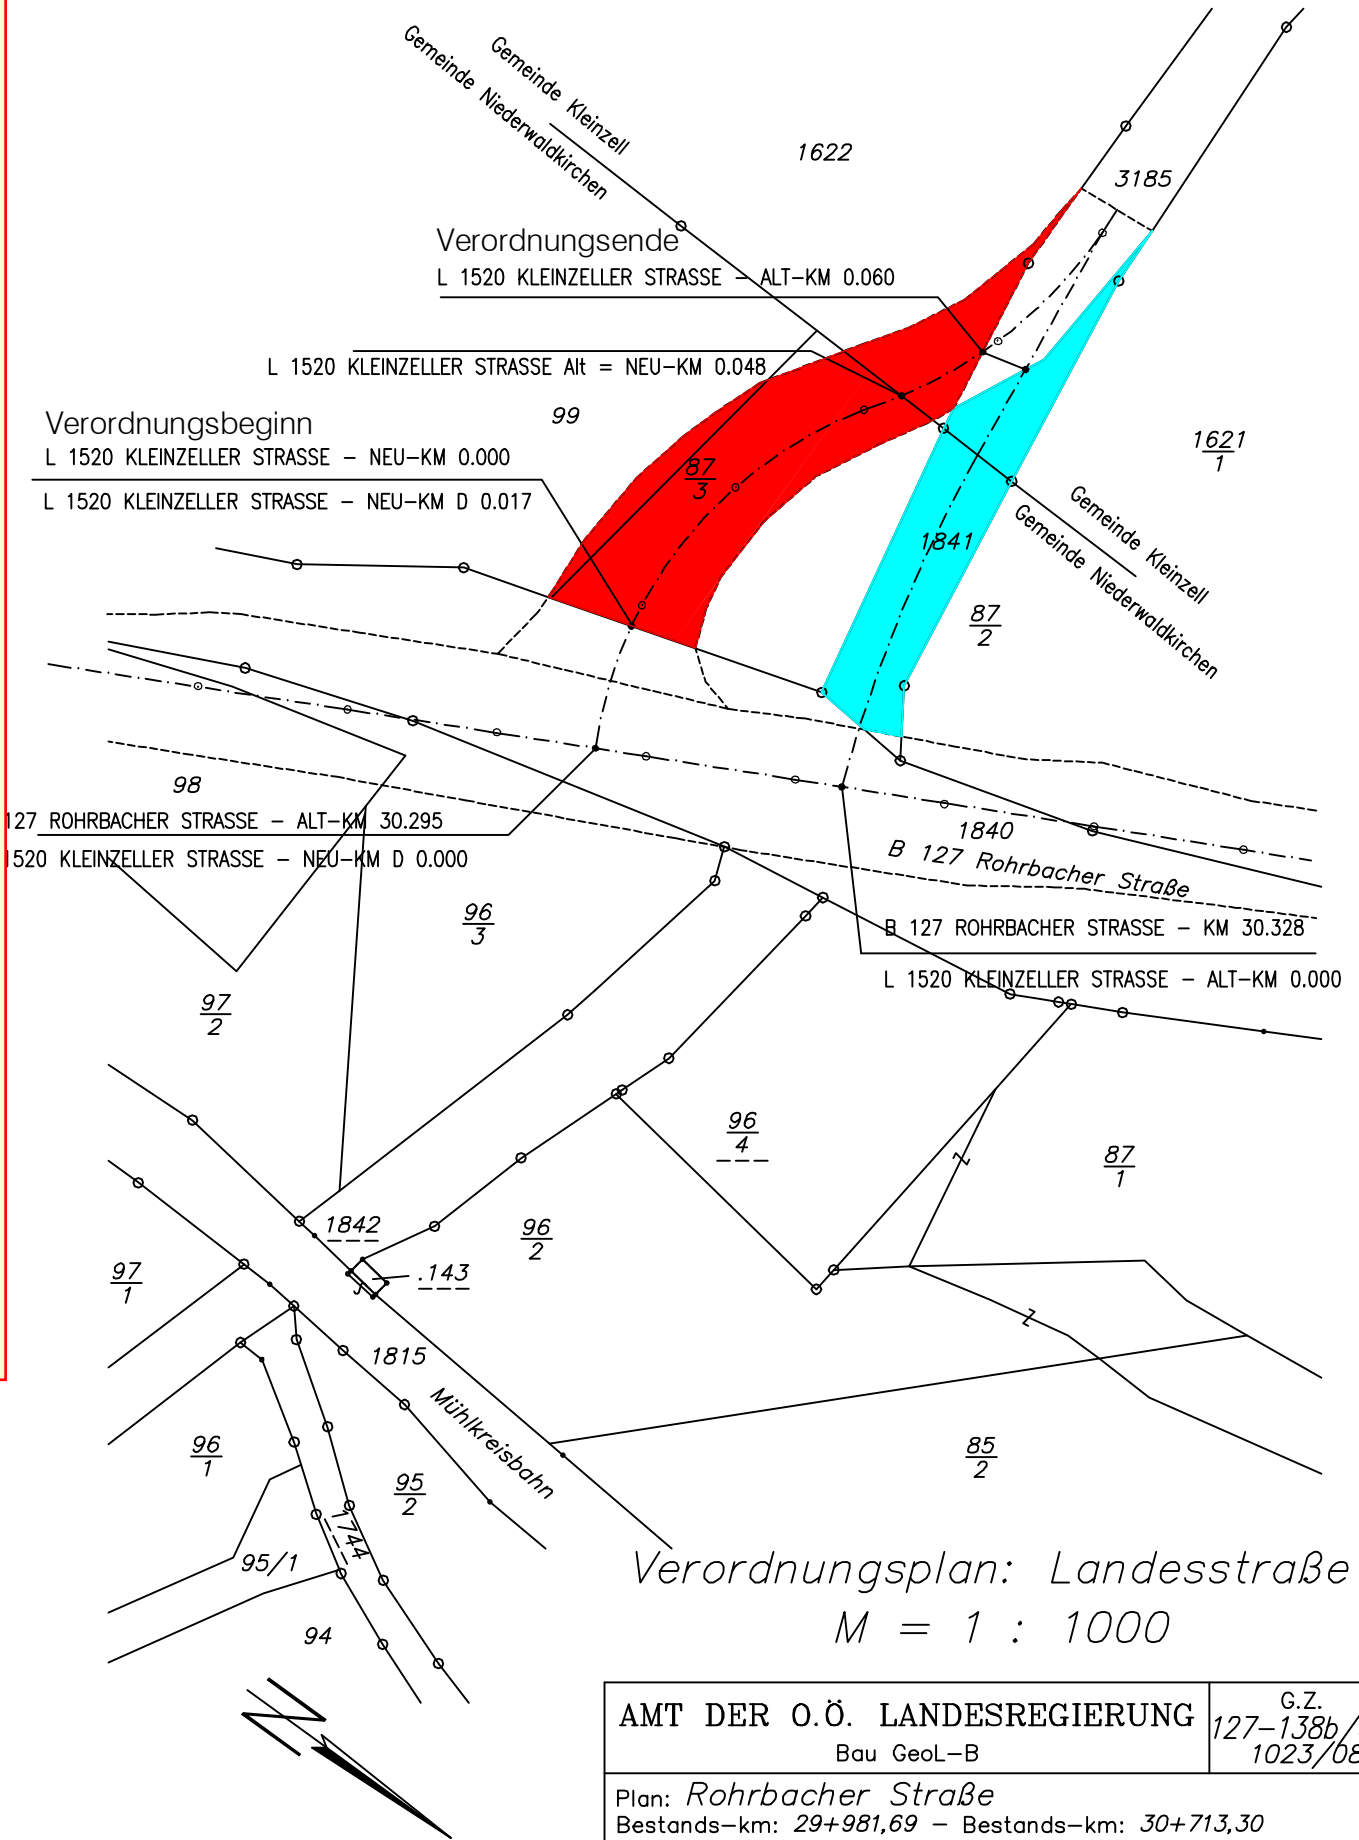 Gemeinde Kleinzell
Gemeinde Niederwaldkirchen
1622
3185
Verordnungsende
L 1520 KLEINZELLER STRASSE – ALT–KM 0.060
L 1520 KLEINZELLER STRASSE Alt = NEU–KM 0.048
Verordnungsbeginn
99
L 1520 KLEINZELLER STRASSE – NEU–KM 0.000
L 1520 KLEINZELLER STRASSE – NEU–KM D 0.017
87
3
1621
1
1841
Gemeinde Kleinzell
Gemeinde Niederwaldkirchen
87
2
98
127 ROHRBACHER STRASSE – ALT–KM 30.295
1520 KLEINZELLER STRASSE – NEU–KM D 0.000
1840
B 127 Rohrbacher Straße
B 127 ROHRBACHER STRASSE – KM 30.328
L 1520 KLEINZELLER STRASSE – ALT–KM 0.000
96
3
97
2
96
4
87
1
1842
96
2
.143
97
1
1815
Mühlkreisbahn
96
1
95
2
85
2
1744
95/1
94
Verordnungsplan: Landesstraße
M = 1 : 1000
AMT DER O.Ö. LANDESREGIERUNG
Bau GeoL–B
G.Z.
127–138b/
1023/08
Plan: Rohrbacher Straße
Bestands–km: 29+981,69 – Bestands–km: 30+713,30